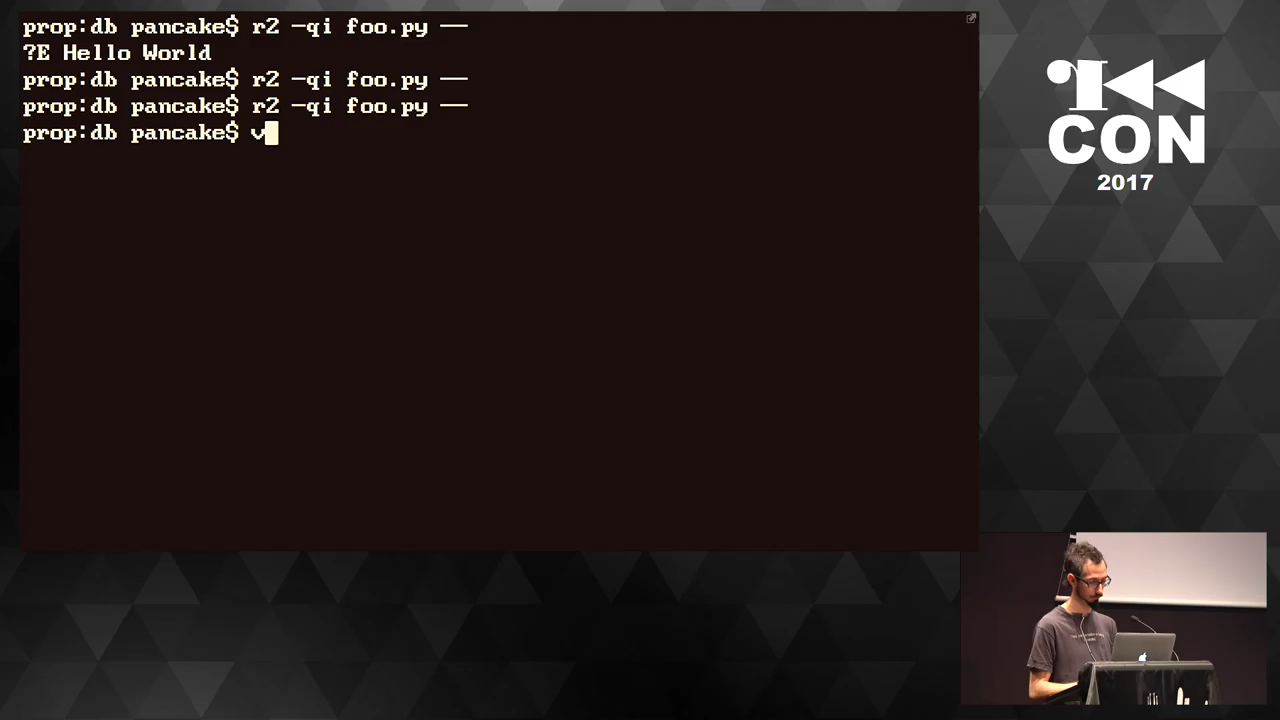 prop:db pancake$ r2 -qi foo.py --
?E Hello World
prop:db pancake$ r2 -qi foo.py --
prop:db pancake$ r2 -qi foo.py --
prop:db pancake$ v
CON
2017